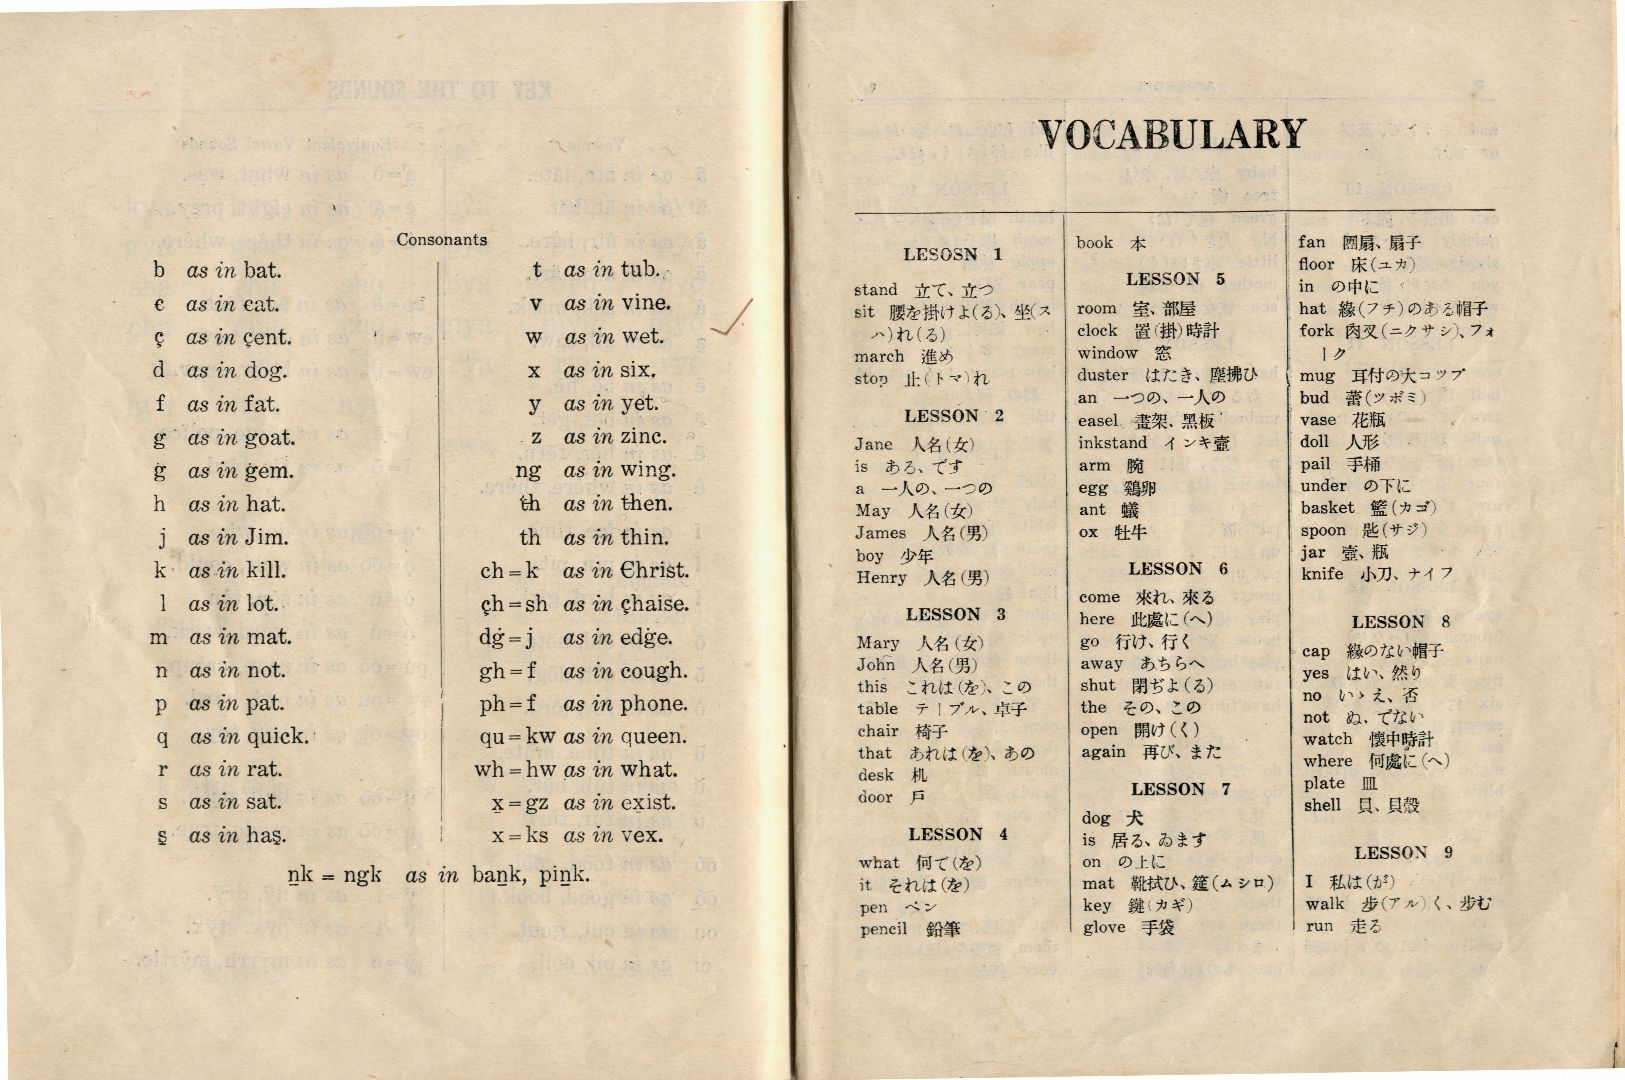 Consonants
b as in bat.
ꞓ as in ꞓat.
ç as in çent.
d as in dog.
f as in fat.
g as in goat.
ġ as in ġem.
h as in hat.
j as in Jim.
k as in kill.
l as in lot.
m as in mat.
n as in not.
p as in pat.
q as in quick.
r as in rat.
s as in sat.
s̱ as in has̱.
t as in tub.
v as in vine.
w as in wet.
x as in six.
y as in yet.
z as in zinc.
ng as in wing.
th as in then.
th as in thin.
ch = k as in Christ.
çh = sh as in çhaise.
dġ = j as in edġe.
gh = f as in cough.
ph = f as in phone.
qu = kw as in queen.
wh = hw as in what.
x̱ = gz as in exist.
x = ks as in vex.
ṉk = ngk as in baṉk, piṉk.
VOCABULARY
LESOSN 1
stand 立て、立つ
sit 腰を掛けよ(る)、坐(ス
ハ)れ(る)
march 進め
stop 止(トマ)れ
LESSON 2
Jane 人名(女)
is ある、です
a 一人の、一つの
May 人名(女)
James 人名(男)
boy 少年
Henry 人名(男)
LESSON 3
Mary 人名(女)
John 人名(男)
this これは(を)、この
table テーブル、卓子
chair 椅子
that あれは(を)、あの
desk 机
door 戸
LESSON 4
what 何て(を)
it それは(を)
pen ペン
pencil 鉛筆
book 本
LESSON 5
room 室、部屋
clock 置(掛)時計
window 窓
duster はたき、塵拂ひ
an 一つの、一人の
easel 畫架、黑板
inkstand インキ壼
arm 腕
egg 鷄卵
ant 蟻
ox 牡牛
LESSON 6
come 來れ、來る
here 此處に(へ)
go 行け、行く
away あちらへ
shut 閉ぢよ(る)
the その、この
open 開け(く)
again 再び、また
LESSON 7
dog 犬
is 居る、ゐます
on の上に
mat 靴拭ひ、筵(ムシロ)
key 鍵(カギ)
glove 手袋
fan 團扇、扇子
floor 床(ユカ)
in の中に
hat 緣(フチ)のある帽子
fork 肉叉(ニクサシ)、フォ
ーク
mug 耳付の大コップ
bud 蕾(ツボミ)
vase 花瓶
doll 人形
pail 手桶
under の下に
basket 籃(カゴ)
spoon 匙(サジ)
jar 壼、瓶
knife 小刀、ナイフ
LESSON 8
cap 緣のない帽子
yes はい、然り
no いゝえ、否
not ぬ、でない
watch 懷中時計
where 何處に(へ)
plate 皿
shell 貝、貝殼
LESSON 9
I 私は(が)
walk 步(アル)く、步む
run 走る